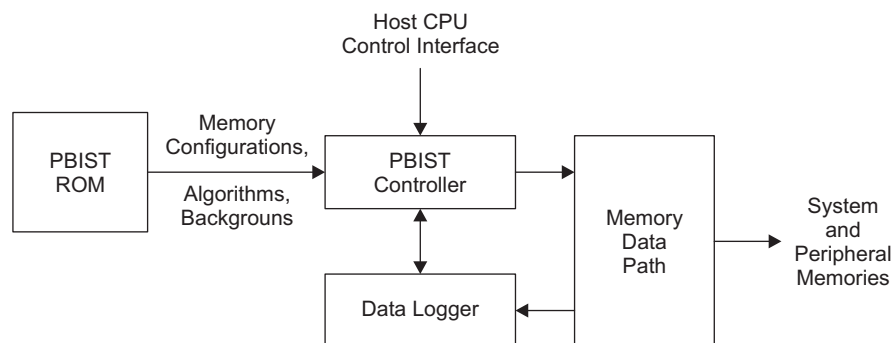 Host CPU
Control Interface
PBIST
ROM
Memory
Configurations,
Algorithms,
Backgrouns
PBIST
Controller
Memory
Data
Path
System
and
Peripheral
Memories
Data Logger